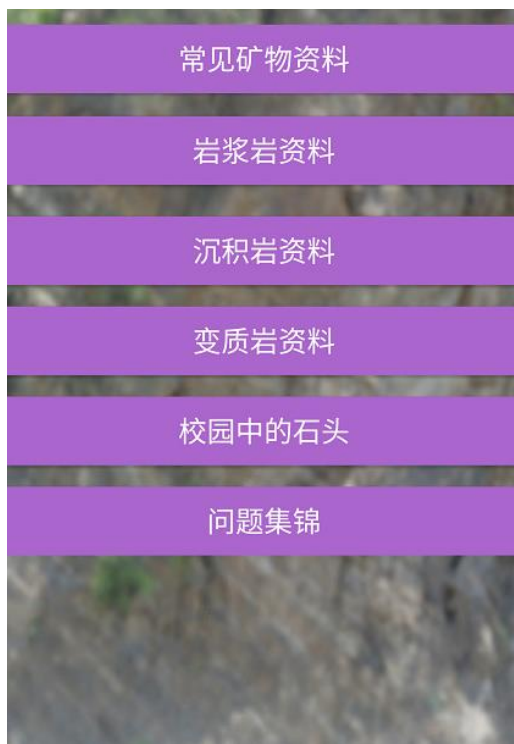 常见矿物资料
岩浆岩资料
沉积岩资料
变质岩资料
校园中的石头
问题集锦